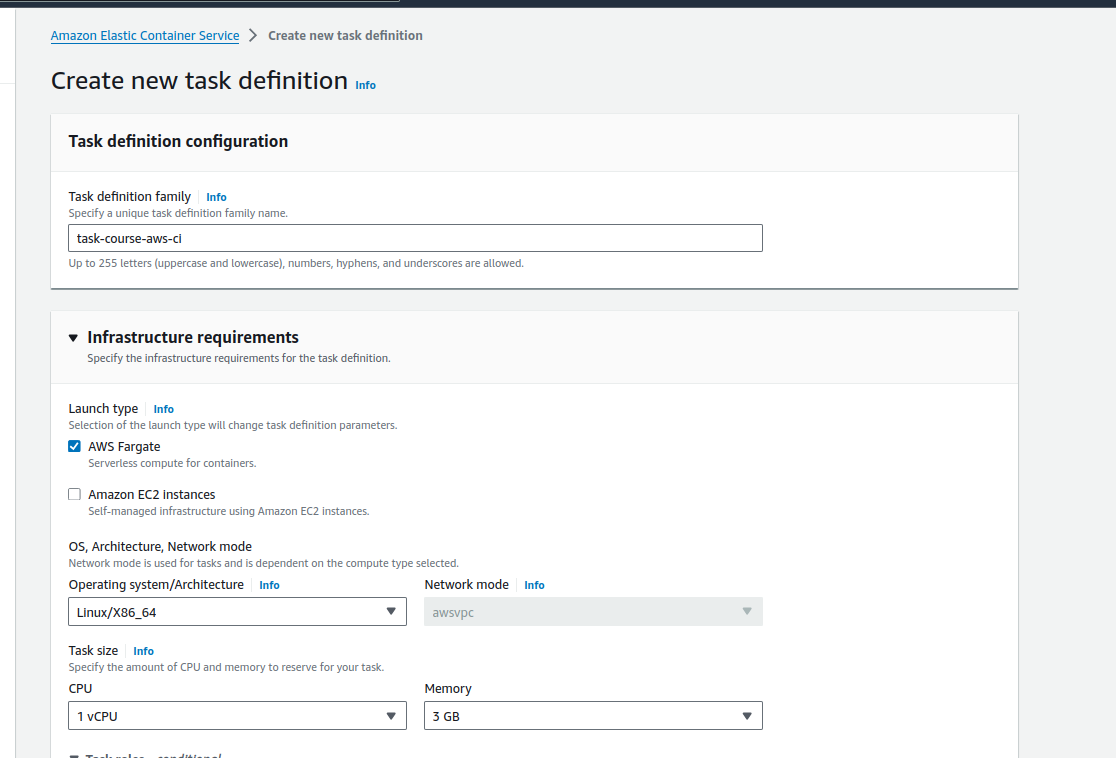 Amazon Elastic Container Service > Create new task definition
Create new task definition Info
Task definition configuration
Task definition family Info
Specify a unique task definition family name.
task-course-aws-ci
Up to 255 letters (uppercase and lowercase), numbers, hyphens, and underscores are allowed.
Infrastructure requirements
Specify the infrastructure requirements for the task definition.
Launch type Info
Selection of the launch type will change task definition parameters.
AWS Fargate
Serverless compute for containers.
Amazon EC2 instances
Self-managed infrastructure using Amazon EC2 instances.
OS, Architecture, Network mode
Network mode is used for tasks and is dependent on the compute type selected.
Operating system/Architecture Info Network mode Info
Linux/X86_64 awsvpc
Task size Info
Specify the amount of CPU and memory to reserve for your task.
CPU Memory
1 vCPU 3 GB
Task roles - conditional